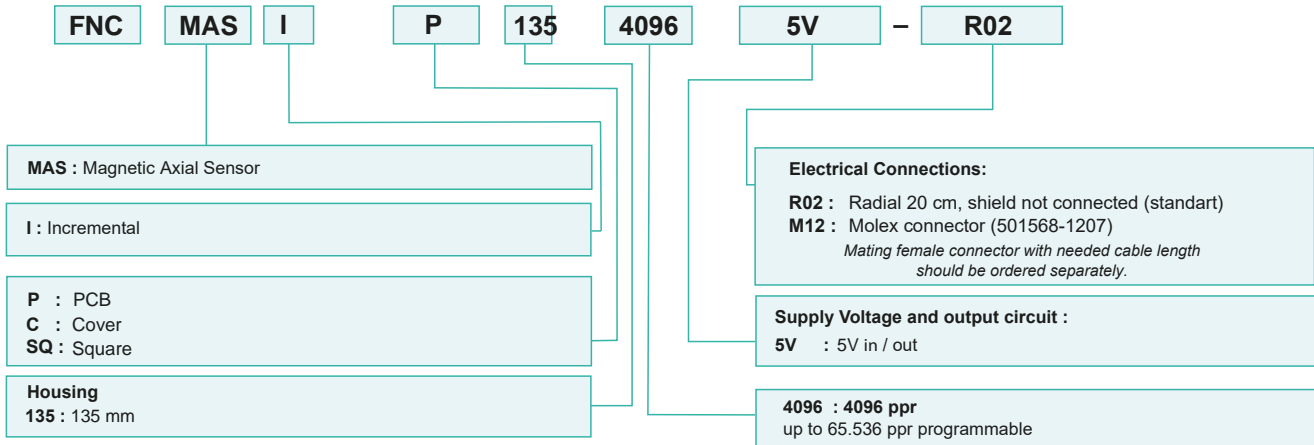 FNC MAS I P 135 4096 5V – R02
MAS : Magnetic Axial Sensor
I : Incremental
P : PCB
C : Cover
SQ : Square
Housing
135 : 135 mm
Electrical Connections:
R02 : Radial 20 cm, shield not connected (standart)
M12 : Molex connector (501568-1207)
Mating female connector with needed cable length
should be ordered separately.
Supply Voltage and output circuit :
5V : 5V in / out
4096 : 4096 ppr
up to 65.536 ppr programmable